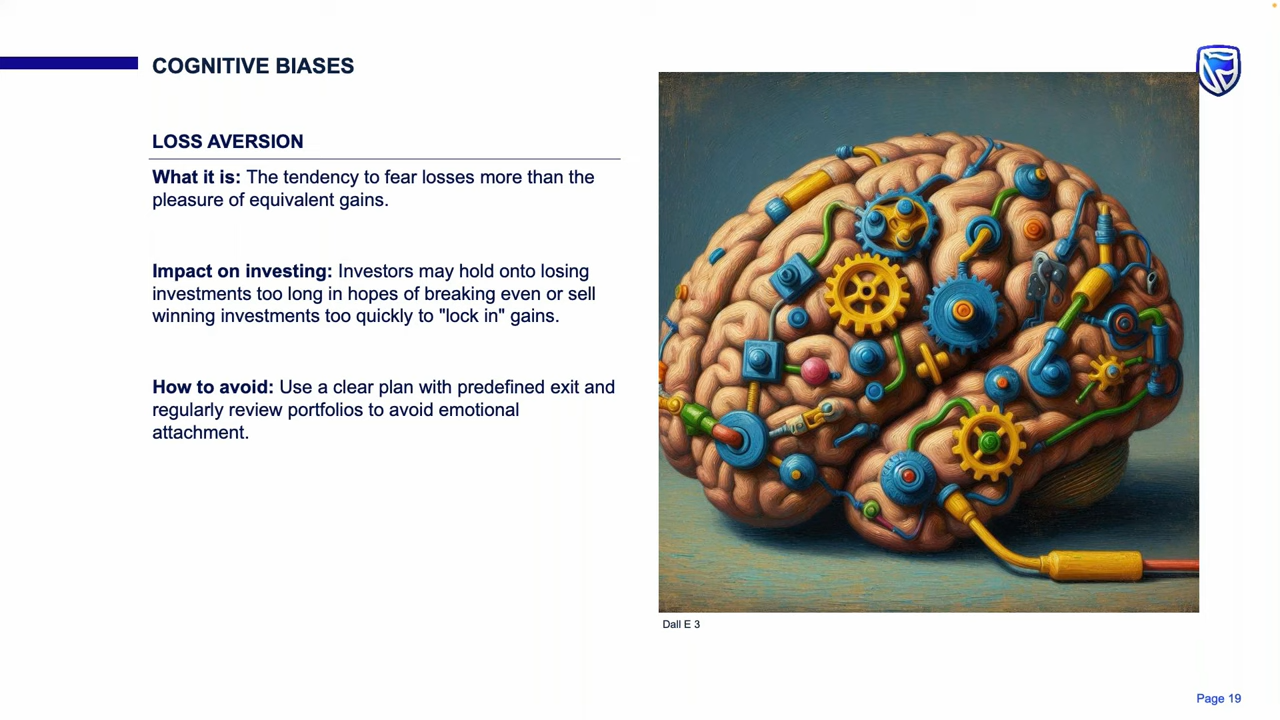 COGNITIVE BIASES
LOSS AVERSION
What it is: The tendency to fear losses more than the
pleasure of equivalent gains.
Impact on investing: Investors may hold onto losing
investments too long in hopes of breaking even or sell
winning investments too quickly to "lock in" gains.
How to avoid: Use a clear plan with predefined exit and
regularly review portfolios to avoid emotional
attachment.
Dall E 3
Page 19